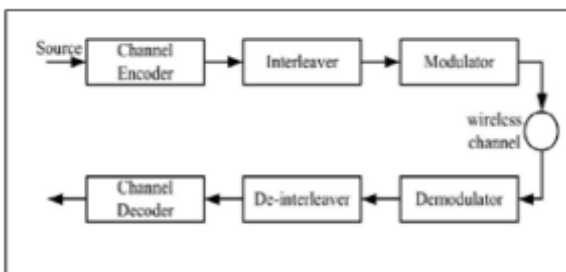 Source
Channel
Encoder
Interleaver
Modulator
wireless
channel
Channel
Decoder
De-interleaver
Demodulator